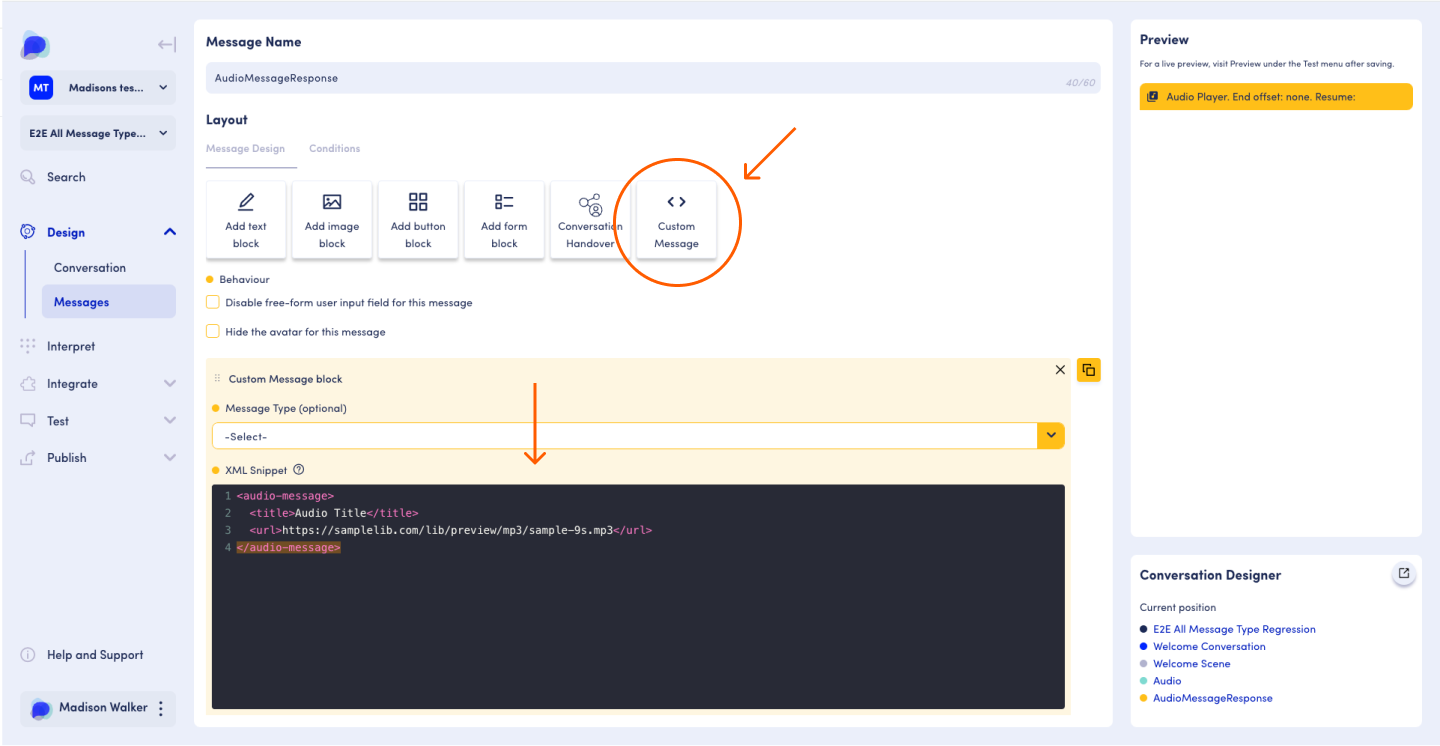 MT
Madisons tes...
E2E All Message Type...
Search
Design
Conversation
Messages
Interpret
Integrate
Test
Publish
Help and Support
Madison Walker
Message Name
AudioMessageResponse
40/60
Layout
Message Design
Conditions
Add text
block
Add image
block
Add button
block
Add form
block
Conversation
Handover
Custom
Message
Behaviour
Disable free-form user input field for this message
Hide the avatar for this message
Custom Message block
Message Type (optional)
-Select-
XML Snippet
1 <audio-message>
2 <title>Audio Title</title>
3 <url>https://samplelib.com/lib/preview/mp3/sample-9s.mp3</url>
4 </audio-message>
Preview
For a live preview, visit Preview under the Test menu after saving.
Audio Player. End offset: none. Resume:
Conversation Designer
Current position
E2E All Message Type Regression
Welcome Conversation
Welcome Scene
Audio
AudioMessageResponse